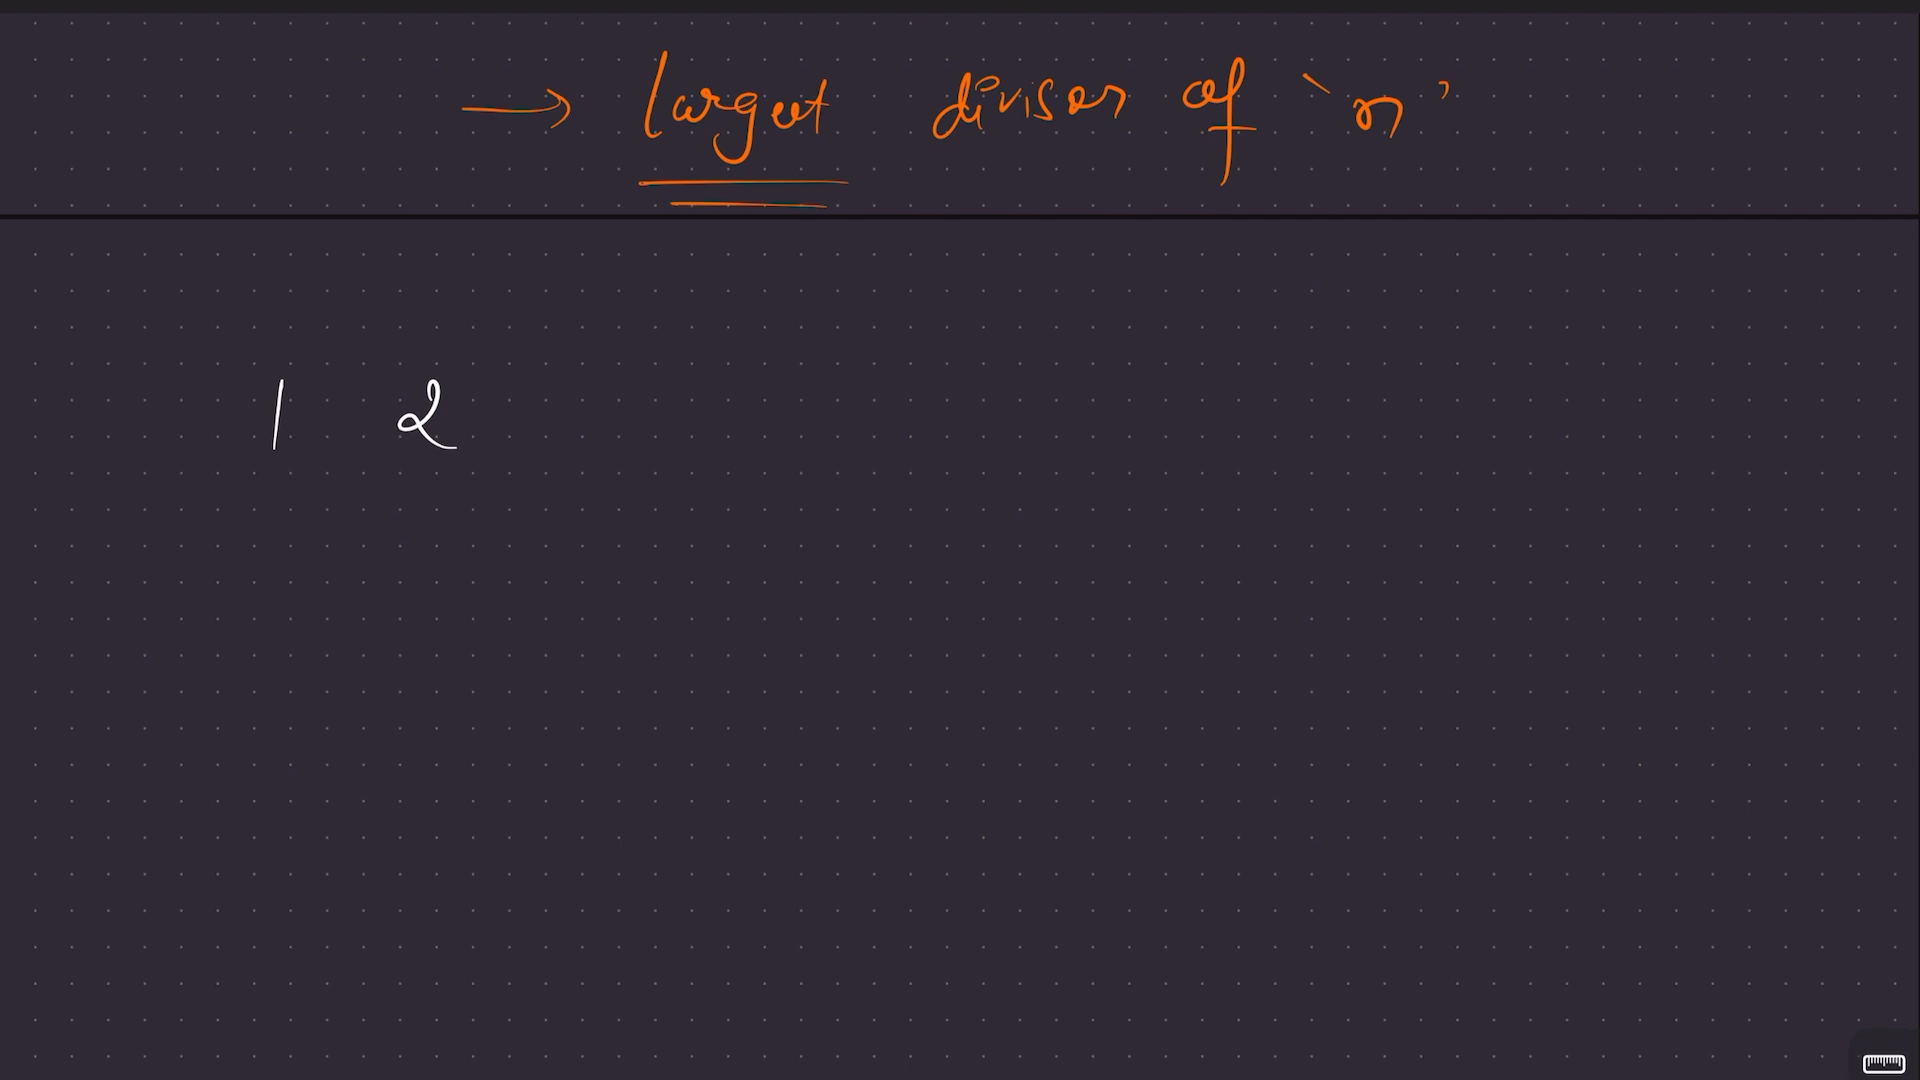 → largest divisor of `n'
1 2